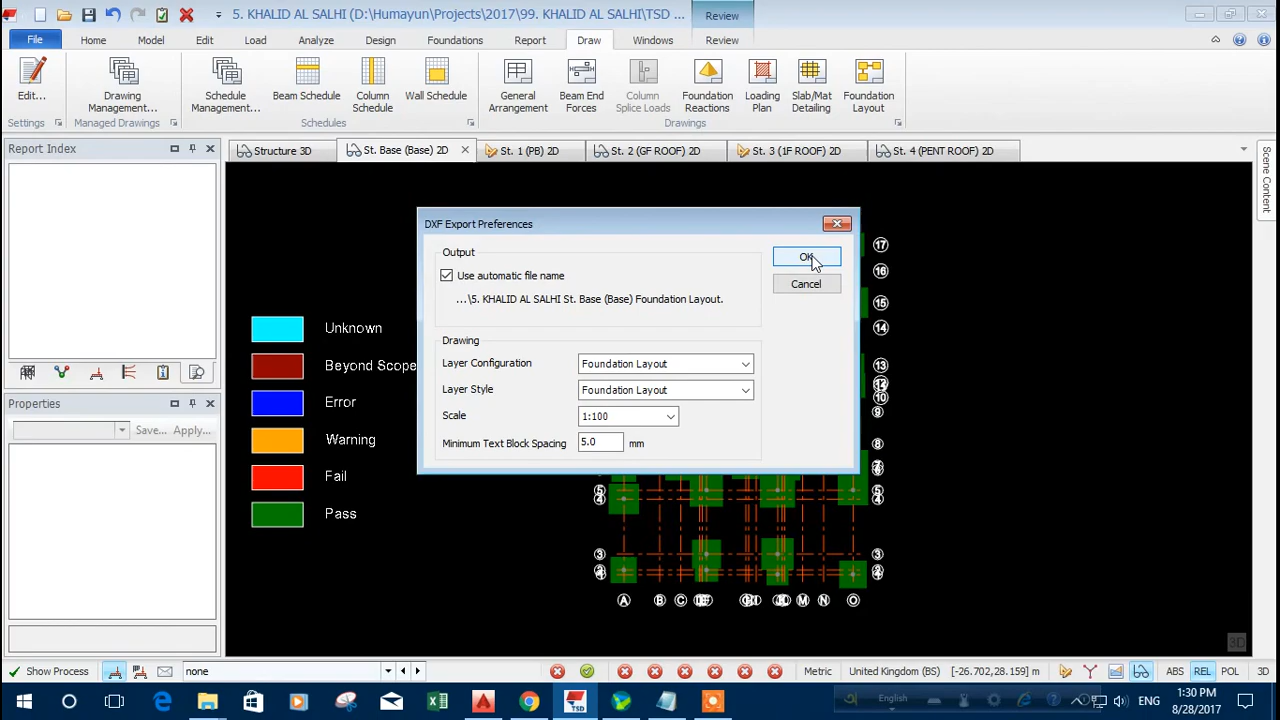 5. KHALID AL SALHI (D:\Humayun\Projects\2017\99. KHALID AL SALHI\TSD ...
Review
File Home Model Edit Load Analyze Design Foundations Report Draw Windows Review
Edit...
Drawing Management...
Schedule Management...
Beam Schedule
Column Schedule
Wall Schedule
General Arrangement
Beam End Forces
Column Splice Loads
Foundation Reactions
Loading Plan
Slab/Mat Detailing
Foundation Layout
Settings Managed Drawings Schedules Drawings
Report Index
Structure 3D St. Base (Base) 2D St. 1 (PB) 2D St. 2 (GF ROOF) 2D St. 3 (1F ROOF) 2D St. 4 (PENT ROOF) 2D
Scene Content
DXF Export Preferences
Output
Use automatic file name
...\5. KHALID AL SALHI St. Base (Base) Foundation Layout.
OK
Cancel
Drawing
Layer Configuration Foundation Layout
Layer Style Foundation Layout
Scale 1:100
Minimum Text Block Spacing 5.0 mm
Unknown
Beyond Scope
Error
Warning
Fail
Pass
17
16
15
14
13
10
9
8
5
3 3
A B C M N O
Properties
Save... Apply...
3D
Show Process none Metric United Kingdom (BS) [-26.702,28.159] m ABS REL POL 3D
TSD
English
ENG
1:30 PM
8/28/2017